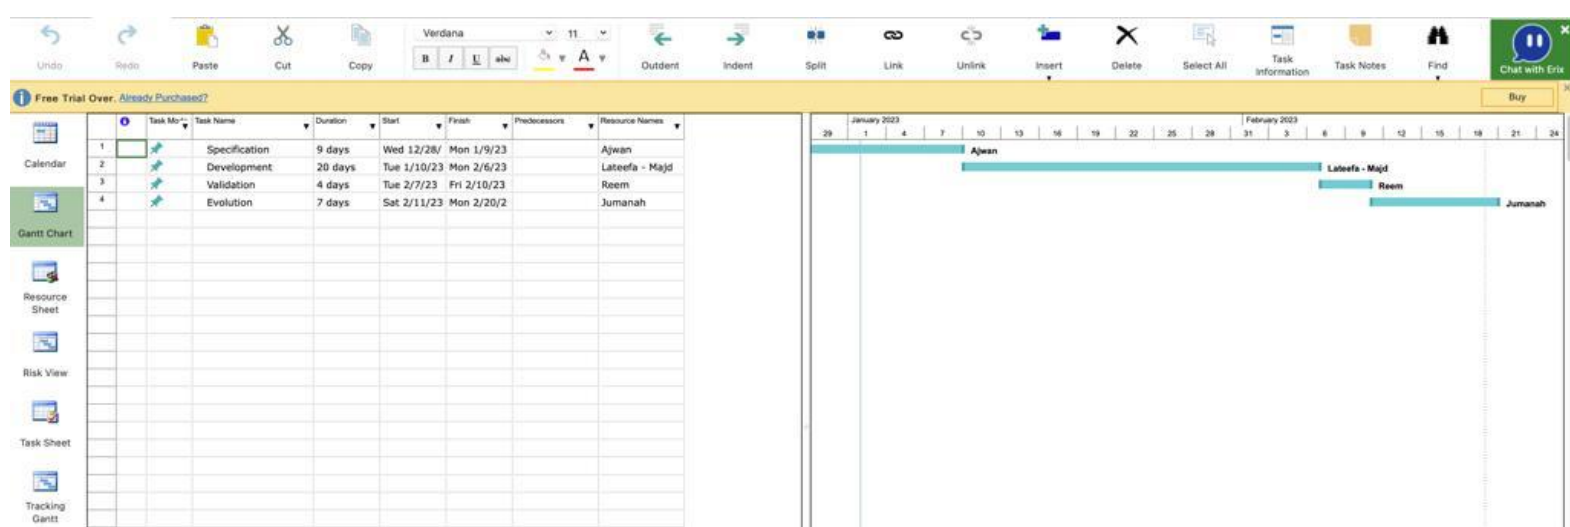 Verdana 11
B I U abc A
Undo Redo Paste Cut Copy Outdent Indent Split Link Unlink Insert Delete Select All Task Information Task Notes Find Chat with Erix
Free Trial Over. Already Purchased? Buy
Task Name Duration Start Finish Predecessors Resource Names
1 Specification 9 days Wed 12/28/ Mon 1/9/23 Ajwan
2 Development 20 days Tue 1/10/23 Mon 2/6/23 Lateefa - Majd
3 Validation 4 days Tue 2/7/23 Fri 2/10/23 Reem
4 Evolution 7 days Sat 2/11/23 Mon 2/20/2 Jumanah
January 2023 February 2023
29 1 4 7 10 13 16 19 22 25 28 31 3 6 9 12 15 18 21 24
Ajwan
Lateefa - Majd
Reem
Jumanah
Calendar
Gantt Chart
Resource
Sheet
Risk View
Task Sheet
Tracking
Gantt